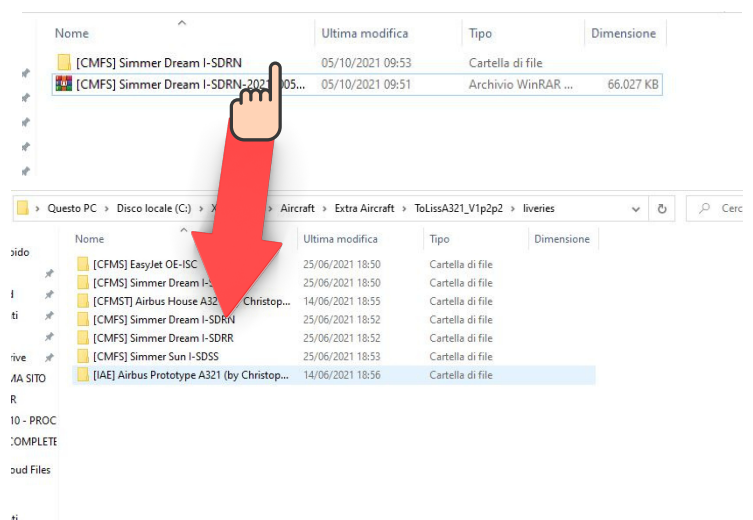 Nome Ultima modifica Tipo Dimensione
[CMFS] Simmer Dream I-SDRN 05/10/2021 09:53 Cartella di file
[CMFS] Simmer Dream I-SDRN-2021 005... 05/10/2021 09:51 Archivio WinRAR ... 66.027 KB
Questo PC > Disco locale (C:) > X > Aircraft > Extra Aircraft > ToLissA321_V1p2p2 > liveries Cerc
Nome Ultima modifica Tipo Dimensione
oido
[CFMS] EasyJet OE-ISC 25/06/2021 18:50 Cartella di file
[CFMS] Simmer Dream I-S 25/06/2021 18:50 Cartella di file
[CFMST] Airbus House A32 Christop... 14/06/2021 18:55 Cartella di file
ti [CMFS] Simmer Dream I-SDRN 25/06/2021 18:52 Cartella di file
[CMFS] Simmer Dream I-SDRR 25/06/2021 18:52 Cartella di file
rive [CMFS] Simmer Sun I-SDSS 25/06/2021 18:53 Cartella di file
MA SITO [IAE] Airbus Prototype A321 (by Christop... 14/06/2021 18:56 Cartella di file
R
10 - PROC
COMPLETE
oud Files
ti